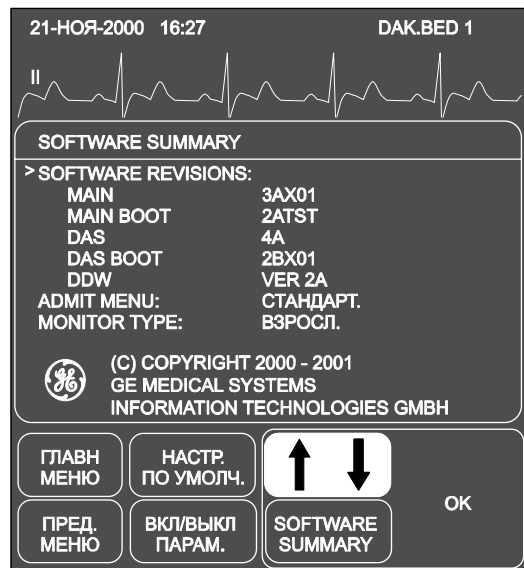 21-НОЯ-2000 16:27 DAK.BED 1
II
SOFTWARE SUMMARY
> SOFTWARE REVISIONS:
MAIN 3AX01
MAIN BOOT 2ATST
DAS 4A
DAS BOOT 2BX01
DDW VER 2A
ADMIT MENU: СТАНДАРТ.
MONITOR TYPE: ВЗРОСЛ.
(C) COPYRIGHT 2000 - 2001
GE MEDICAL SYSTEMS
INFORMATION TECHNOLOGIES GMBH
ГЛАВН
МЕНЮ
НАСТР.
ПО УМОЛЧ.
OK
ПРЕД.
МЕНЮ
ВКЛ/ВЫКЛ
ПАРАМ.
SOFTWARE
SUMMARY